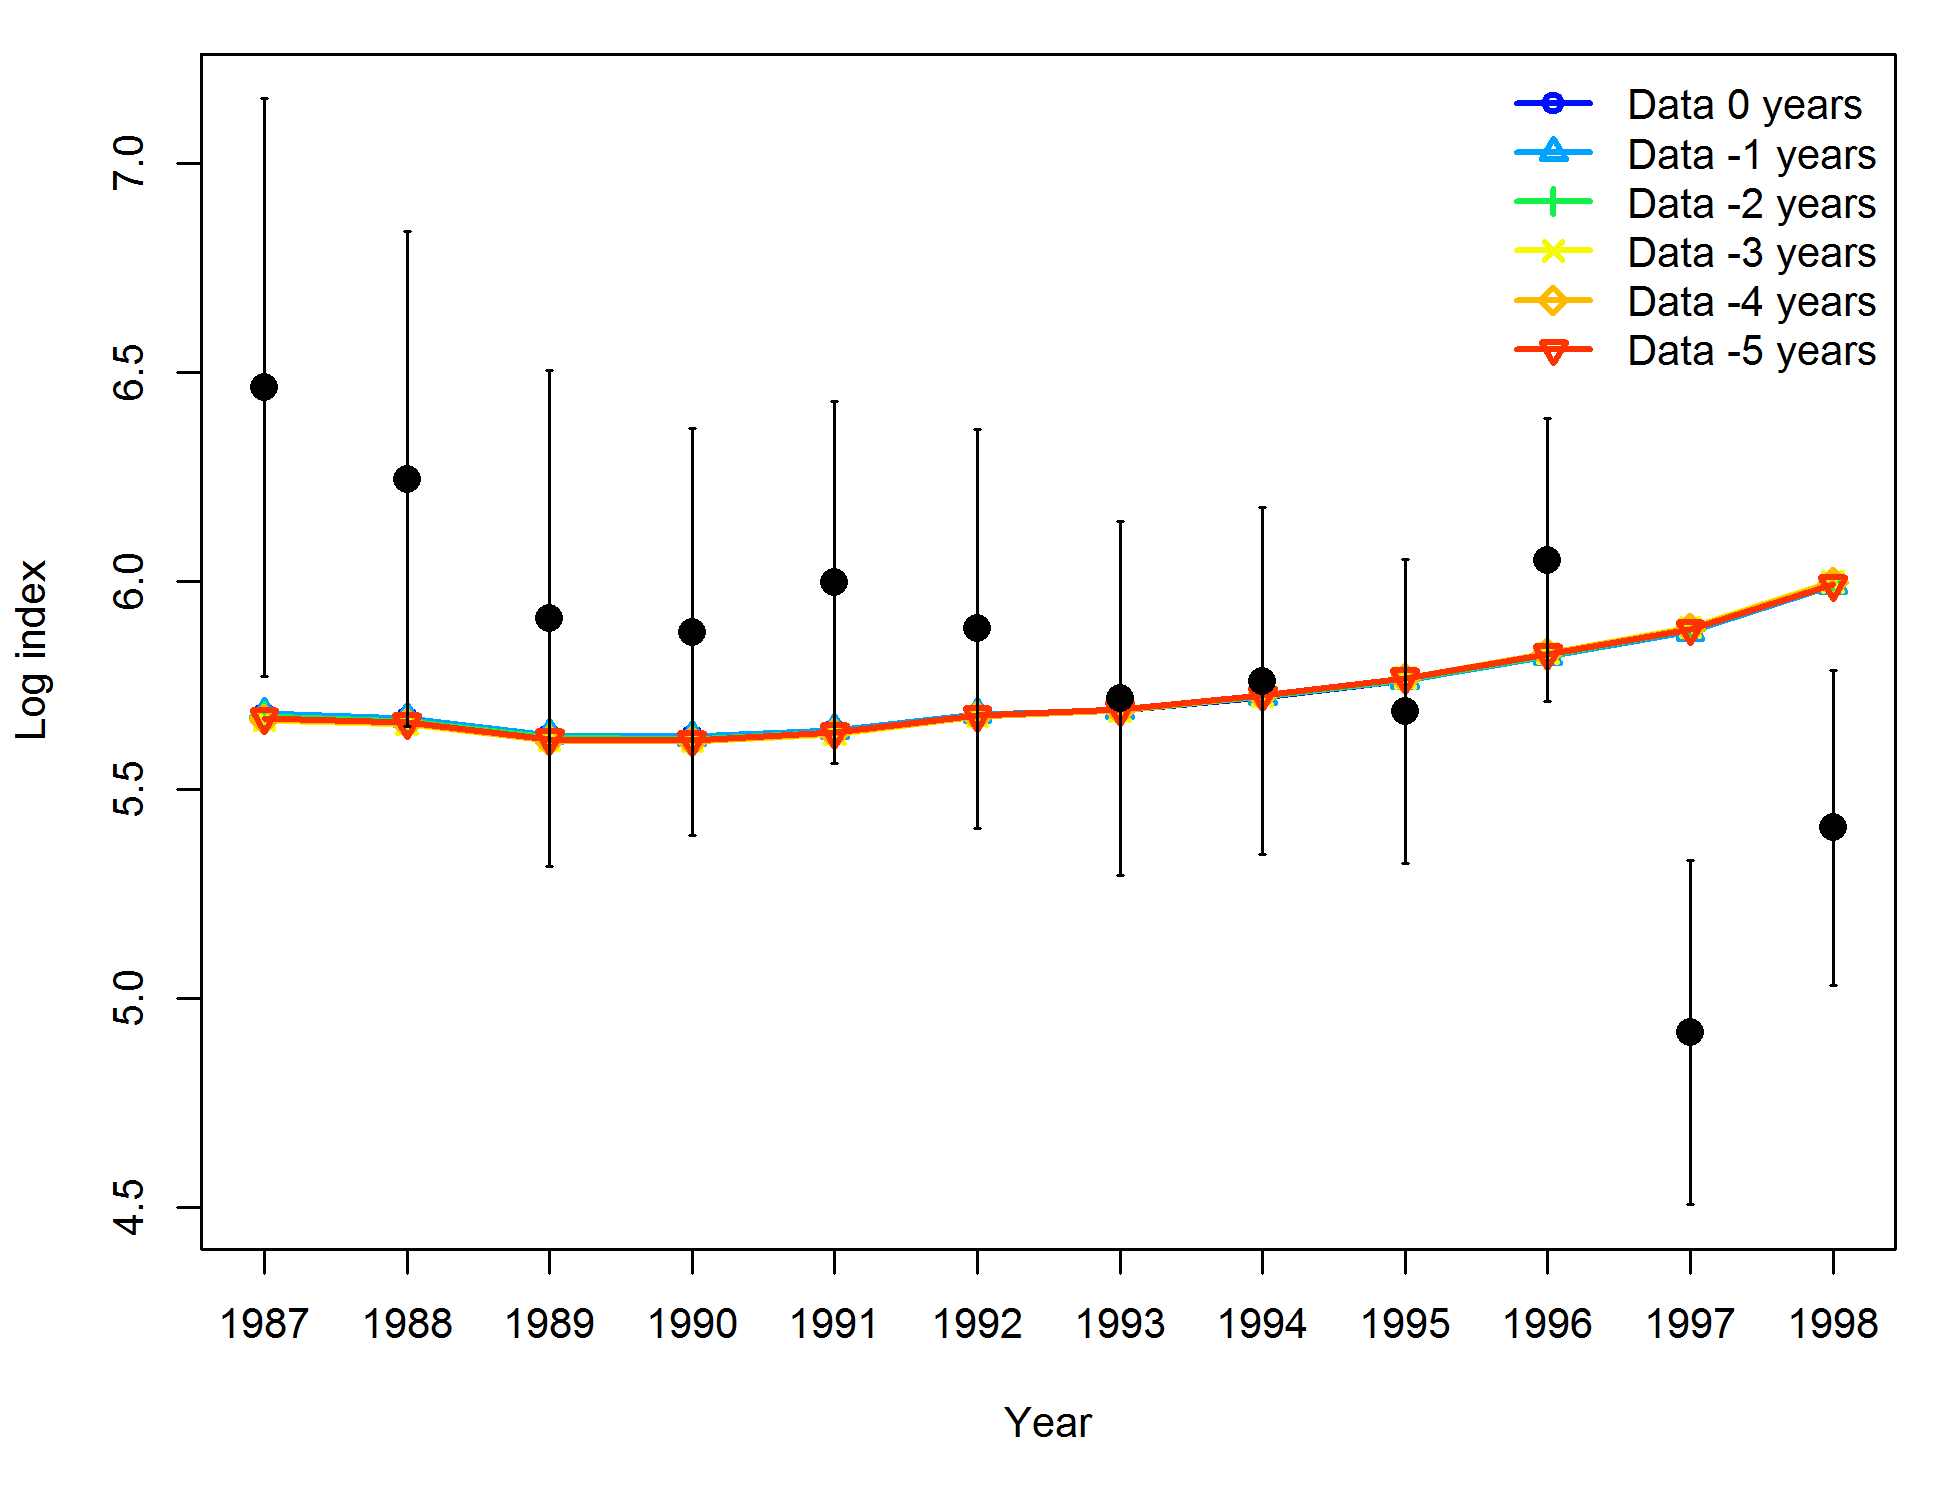 Data 0 years
Data -1 years
Data -2 years
Data -3 years
Data -4 years
Data -5 years
7.0
6.5
6.0
5.5
5.0
4.5
Log index
1987 1988 1989 1990 1991 1992 1993 1994 1995 1996 1997 1998
Year